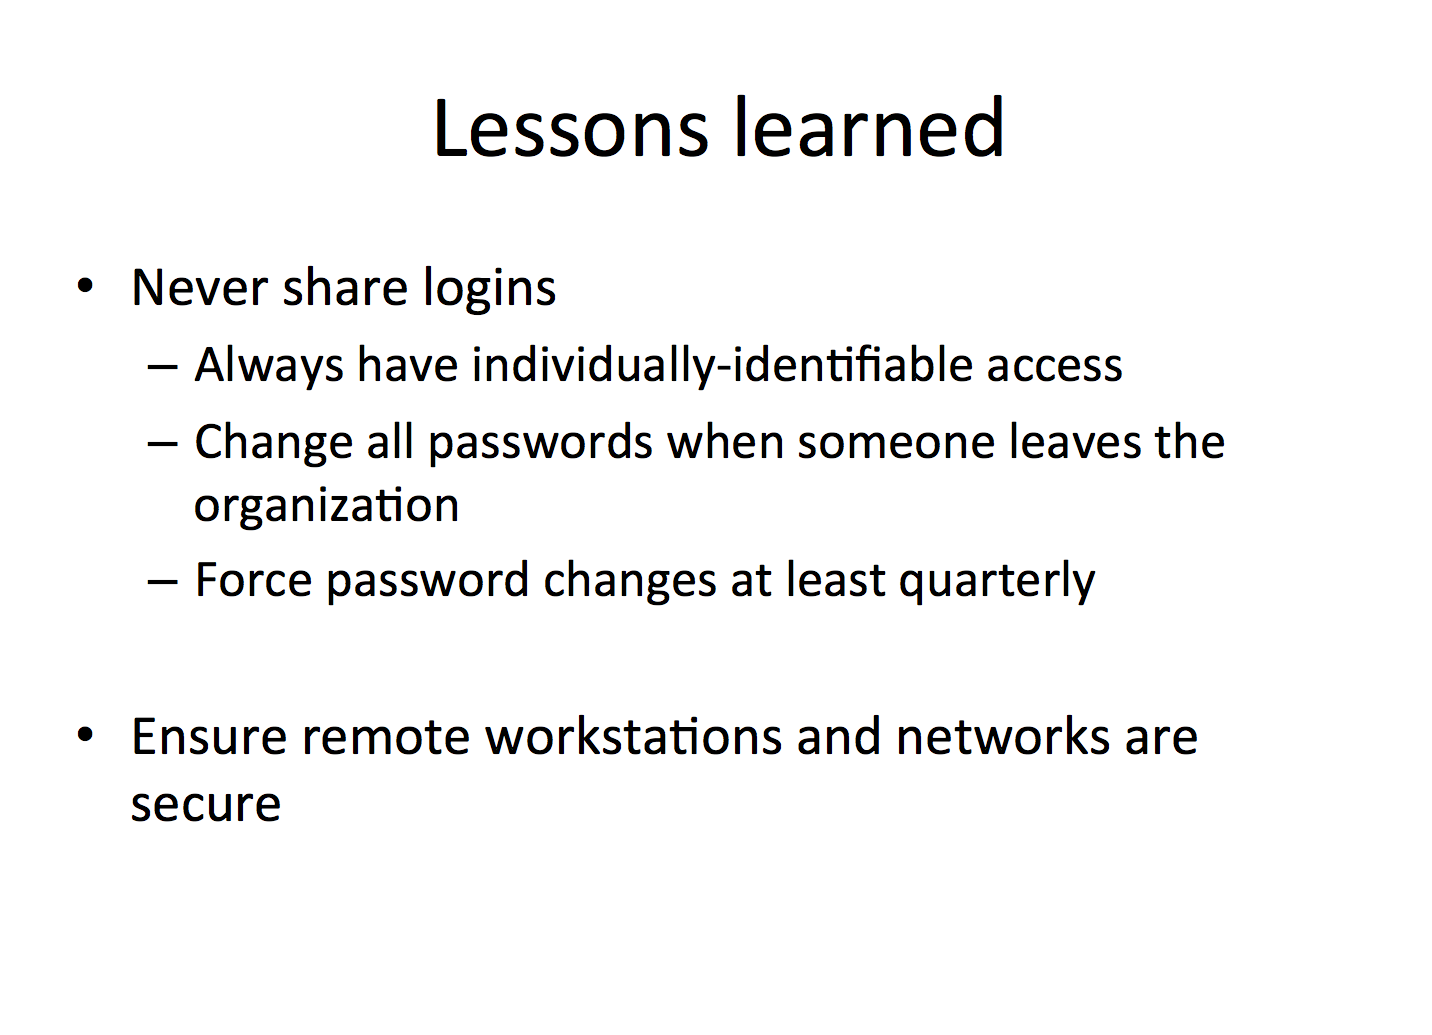 Lessons learned
• Never share logins
– Always have individually-identifiable access
– Change all passwords when someone leaves the
organization
– Force password changes at least quarterly
• Ensure remote workstations and networks are
secure